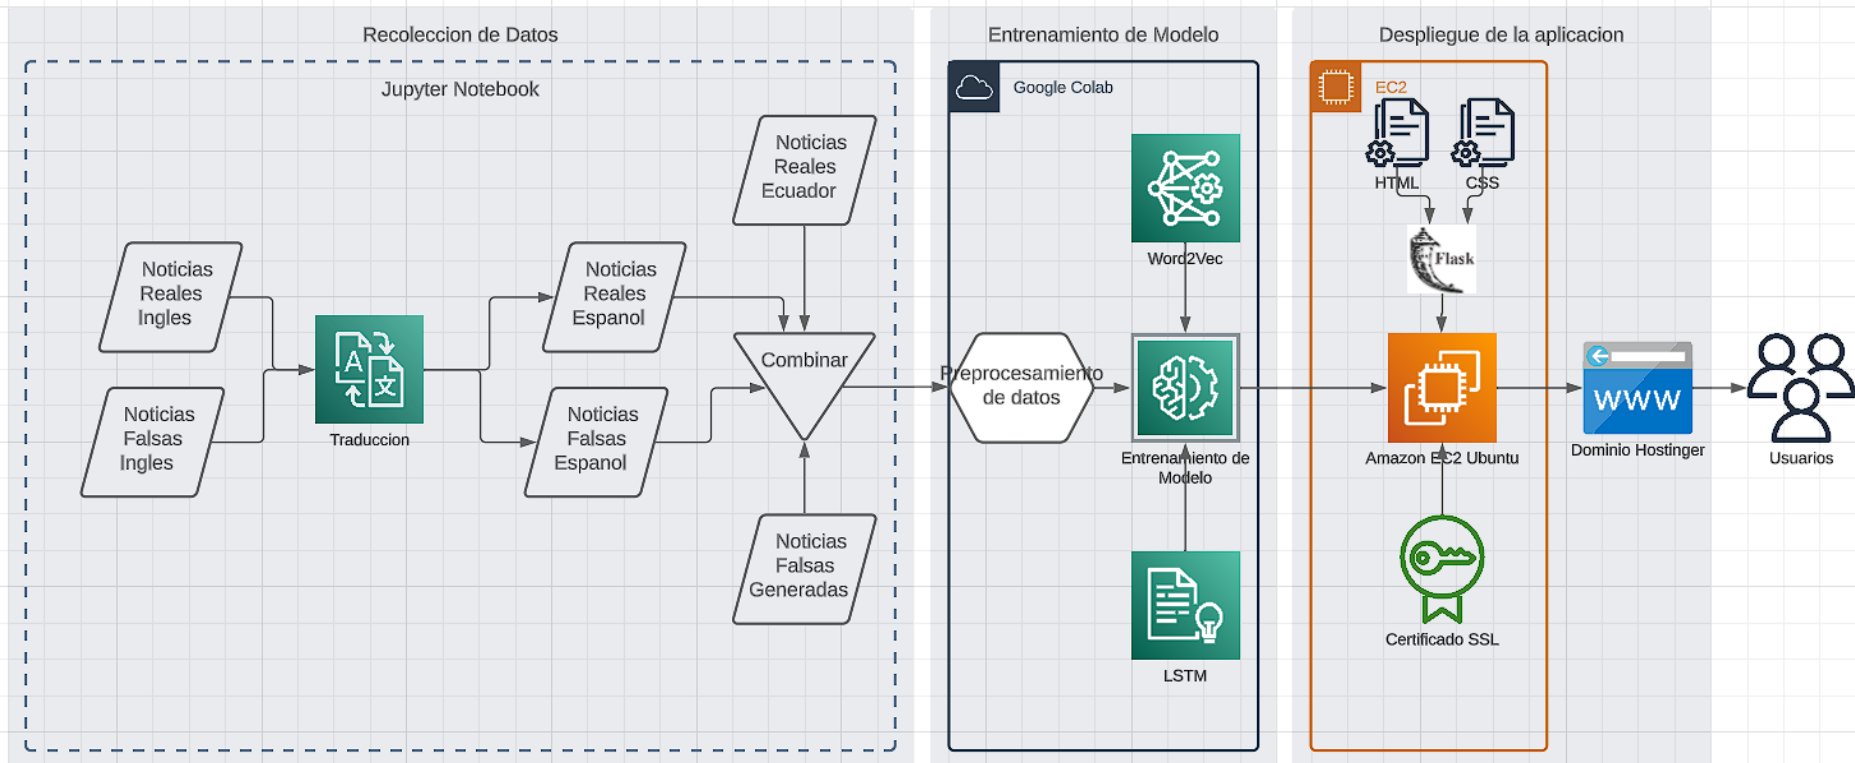 Recoleccion de Datos
Jupyter Notebook
Noticias
Reales
Ingles
Noticias
Falsas
Ingles
Traduccion
Noticias
Reales
Espanol
Noticias
Falsas
Espanol
Noticias
Reales
Ecuador
Combinar
Noticias
Falsas
Generadas
Entrenamiento de Modelo
Google Colab
Word2Vec
Preprocesamiento
de datos
Entrenamiento de
Modelo
LSTM
Despliegue de la aplicacion
EC2
HTML
CSS
Flask
Amazon EC2 Ubuntu
Certificado SSL
WWW
Dominio Hostinger
Usuarios